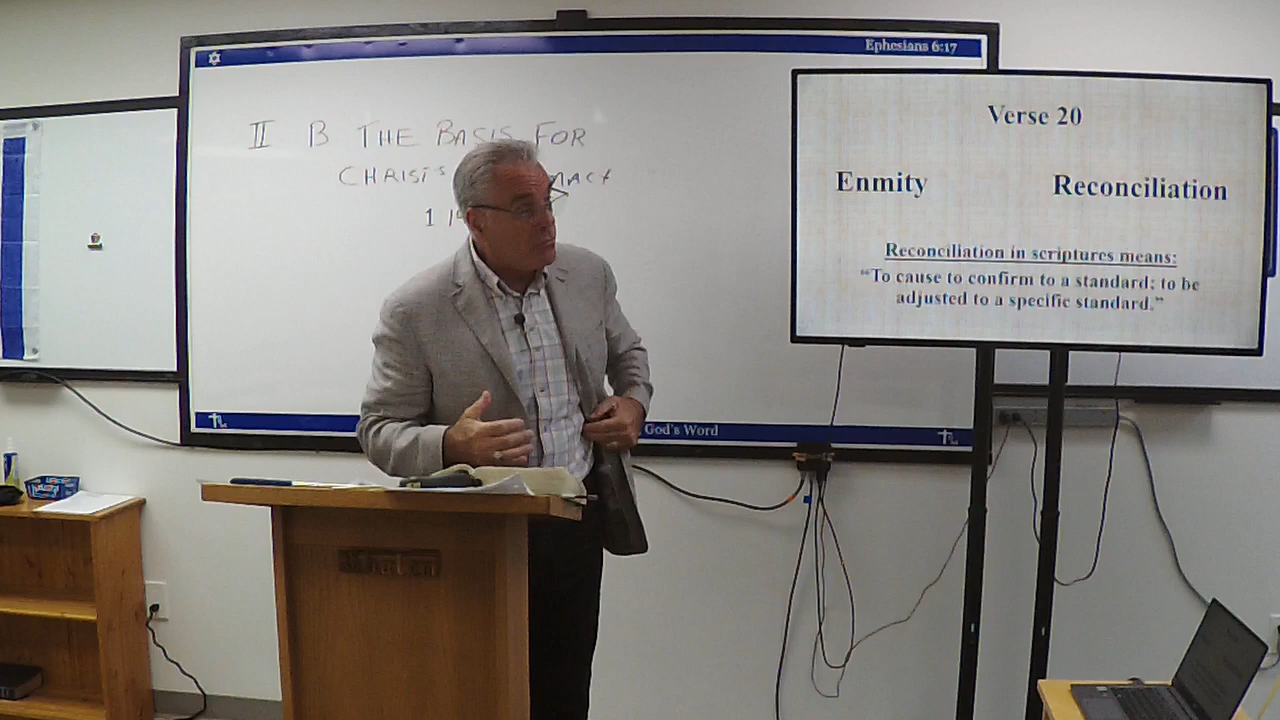 Ephesians 6:17
II B THE BASIS FOR
CHRIST'S
1
God's Word
Verse 20
Enmity Reconciliation
Reconciliation in scriptures means:
“To cause to confirm to a standard; to be
adjusted to a specific standard.”